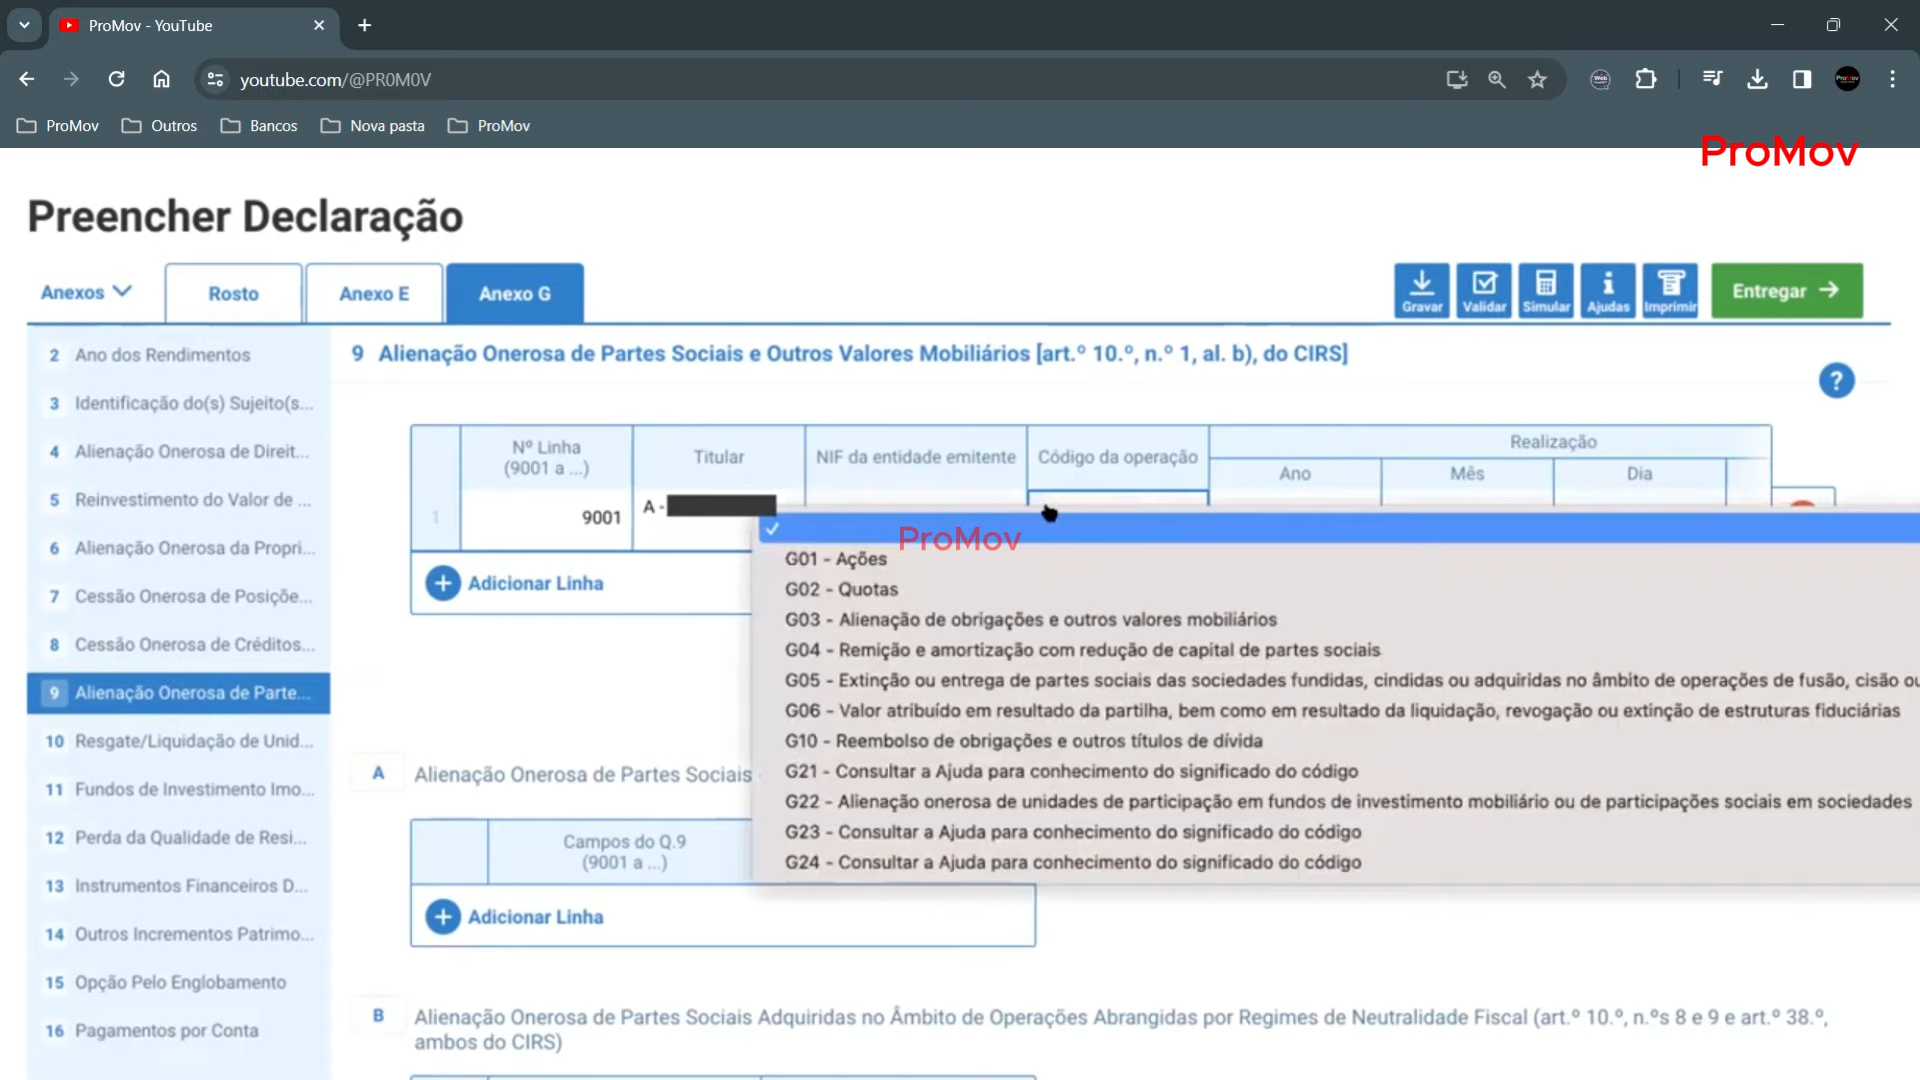 ProMov - YouTube
youtube.com/@PR0M0V
ProMov
Outros
Bancos
Nova pasta
ProMov
ProMov
Preencher Declaração
Anexos
Rosto
Anexo E
Anexo G
Gravar
Validar
Simular
Ajudas
Imprimir
Entregar
2 Ano dos Rendimentos
3 Identificação do(s) Sujeito(s...
4 Alienação Onerosa de Direit...
5 Reinvestimento do Valor de ...
6 Alienação Onerosa da Propri...
7 Cessão Onerosa de Posiçõe...
8 Cessão Onerosa de Créditos...
9 Alienação Onerosa de Parte...
10 Resgate/Liquidação de Unid...
11 Fundos de Investimento Imo...
12 Perda da Qualidade de Resi...
13 Instrumentos Financeiros D...
14 Outros Incrementos Patrimo...
15 Opção Pelo Englobamento
16 Pagamentos por Conta
9 Alienação Onerosa de Partes Sociais e Outros Valores Mobiliários [art.º 10.º, n.º 1, al. b), do CIRS]
?
Nº Linha
(9001 a ...)
Titular
NIF da entidade emitente
Código da operação
Realização
Ano
Mês
Dia
1
9001
A -
ProMov
G01 - Ações
G02 - Quotas
G03 - Alienação de obrigações e outros valores mobiliários
G04 - Remição e amortização com redução de capital de partes sociais
G05 - Extinção ou entrega de partes sociais das sociedades fundidas, cindidas ou adquiridas no âmbito de operações de fusão, cisão ou
G06 - Valor atribuído em resultado da partilha, bem como em resultado da liquidação, revogação ou extinção de estruturas fiduciárias
G10 - Reembolso de obrigações e outros títulos de dívida
G21 - Consultar a Ajuda para conhecimento do significado do código
G22 - Alienação onerosa de unidades de participação em fundos de investimento mobiliário ou de participações sociais em sociedades
G23 - Consultar a Ajuda para conhecimento do significado do código
G24 - Consultar a Ajuda para conhecimento do significado do código
Adicionar Linha
A Alienação Onerosa de Partes Sociais
Campos do Q.9
(9001 a ...)
Adicionar Linha
B Alienação Onerosa de Partes Sociais Adquiridas no Âmbito de Operações Abrangidas por Regimes de Neutralidade Fiscal (art.º 10.º, n.ºs 8 e 9 e art.º 38.º,
ambos do CIRS)